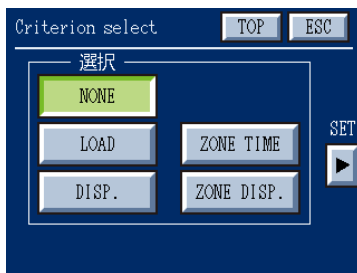 Criterion select TOP ESC
選択
NONE
LOAD ZONE TIME
SET
DISP. ZONE DISP.